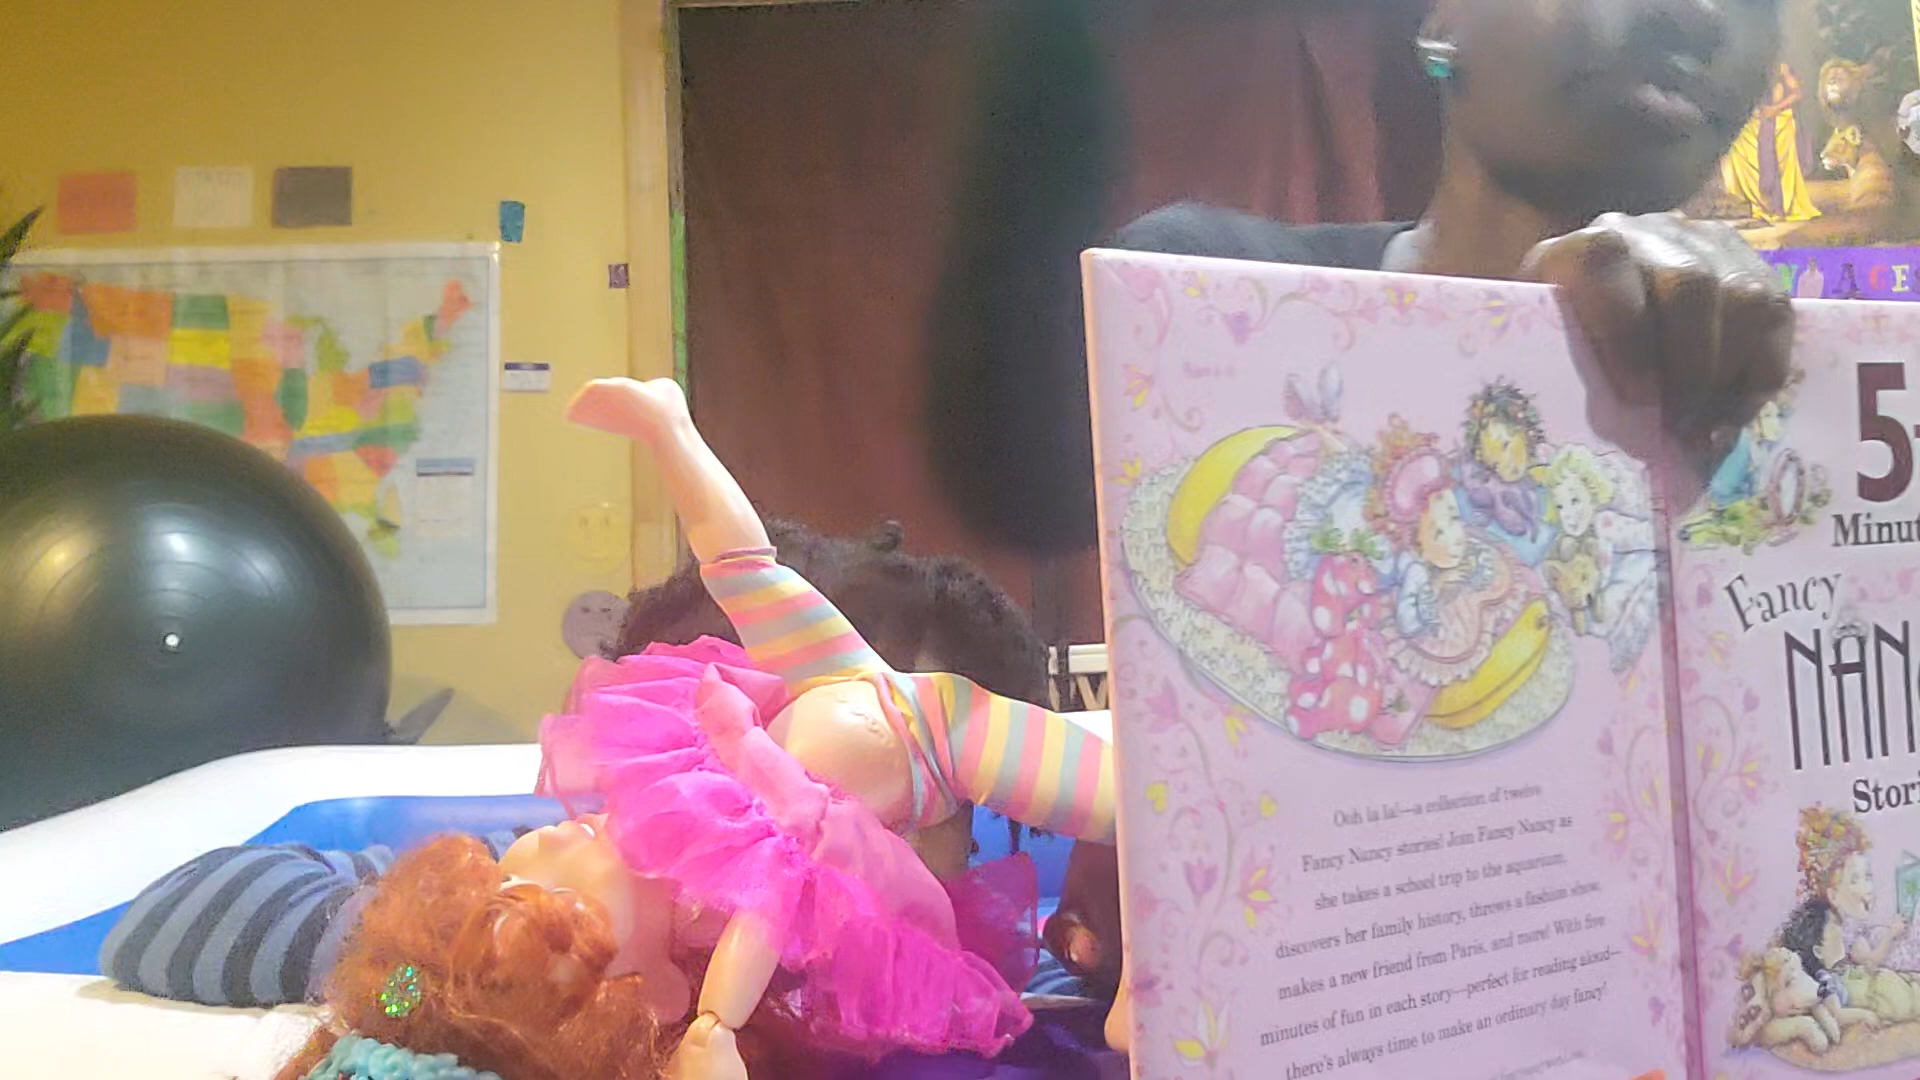 5-
Minut
Fancy
NANC
Stori
Ooh la la!—a collection of twelve
Fancy Nancy stories! Join Fancy Nancy as
she takes a school trip to the aquarium,
discovers her family history, throws a fashion show,
makes a new friend from Paris, and more! With five
minutes of fun in each story—perfect for reading aloud—
there's always time to make an ordinary day fancy!